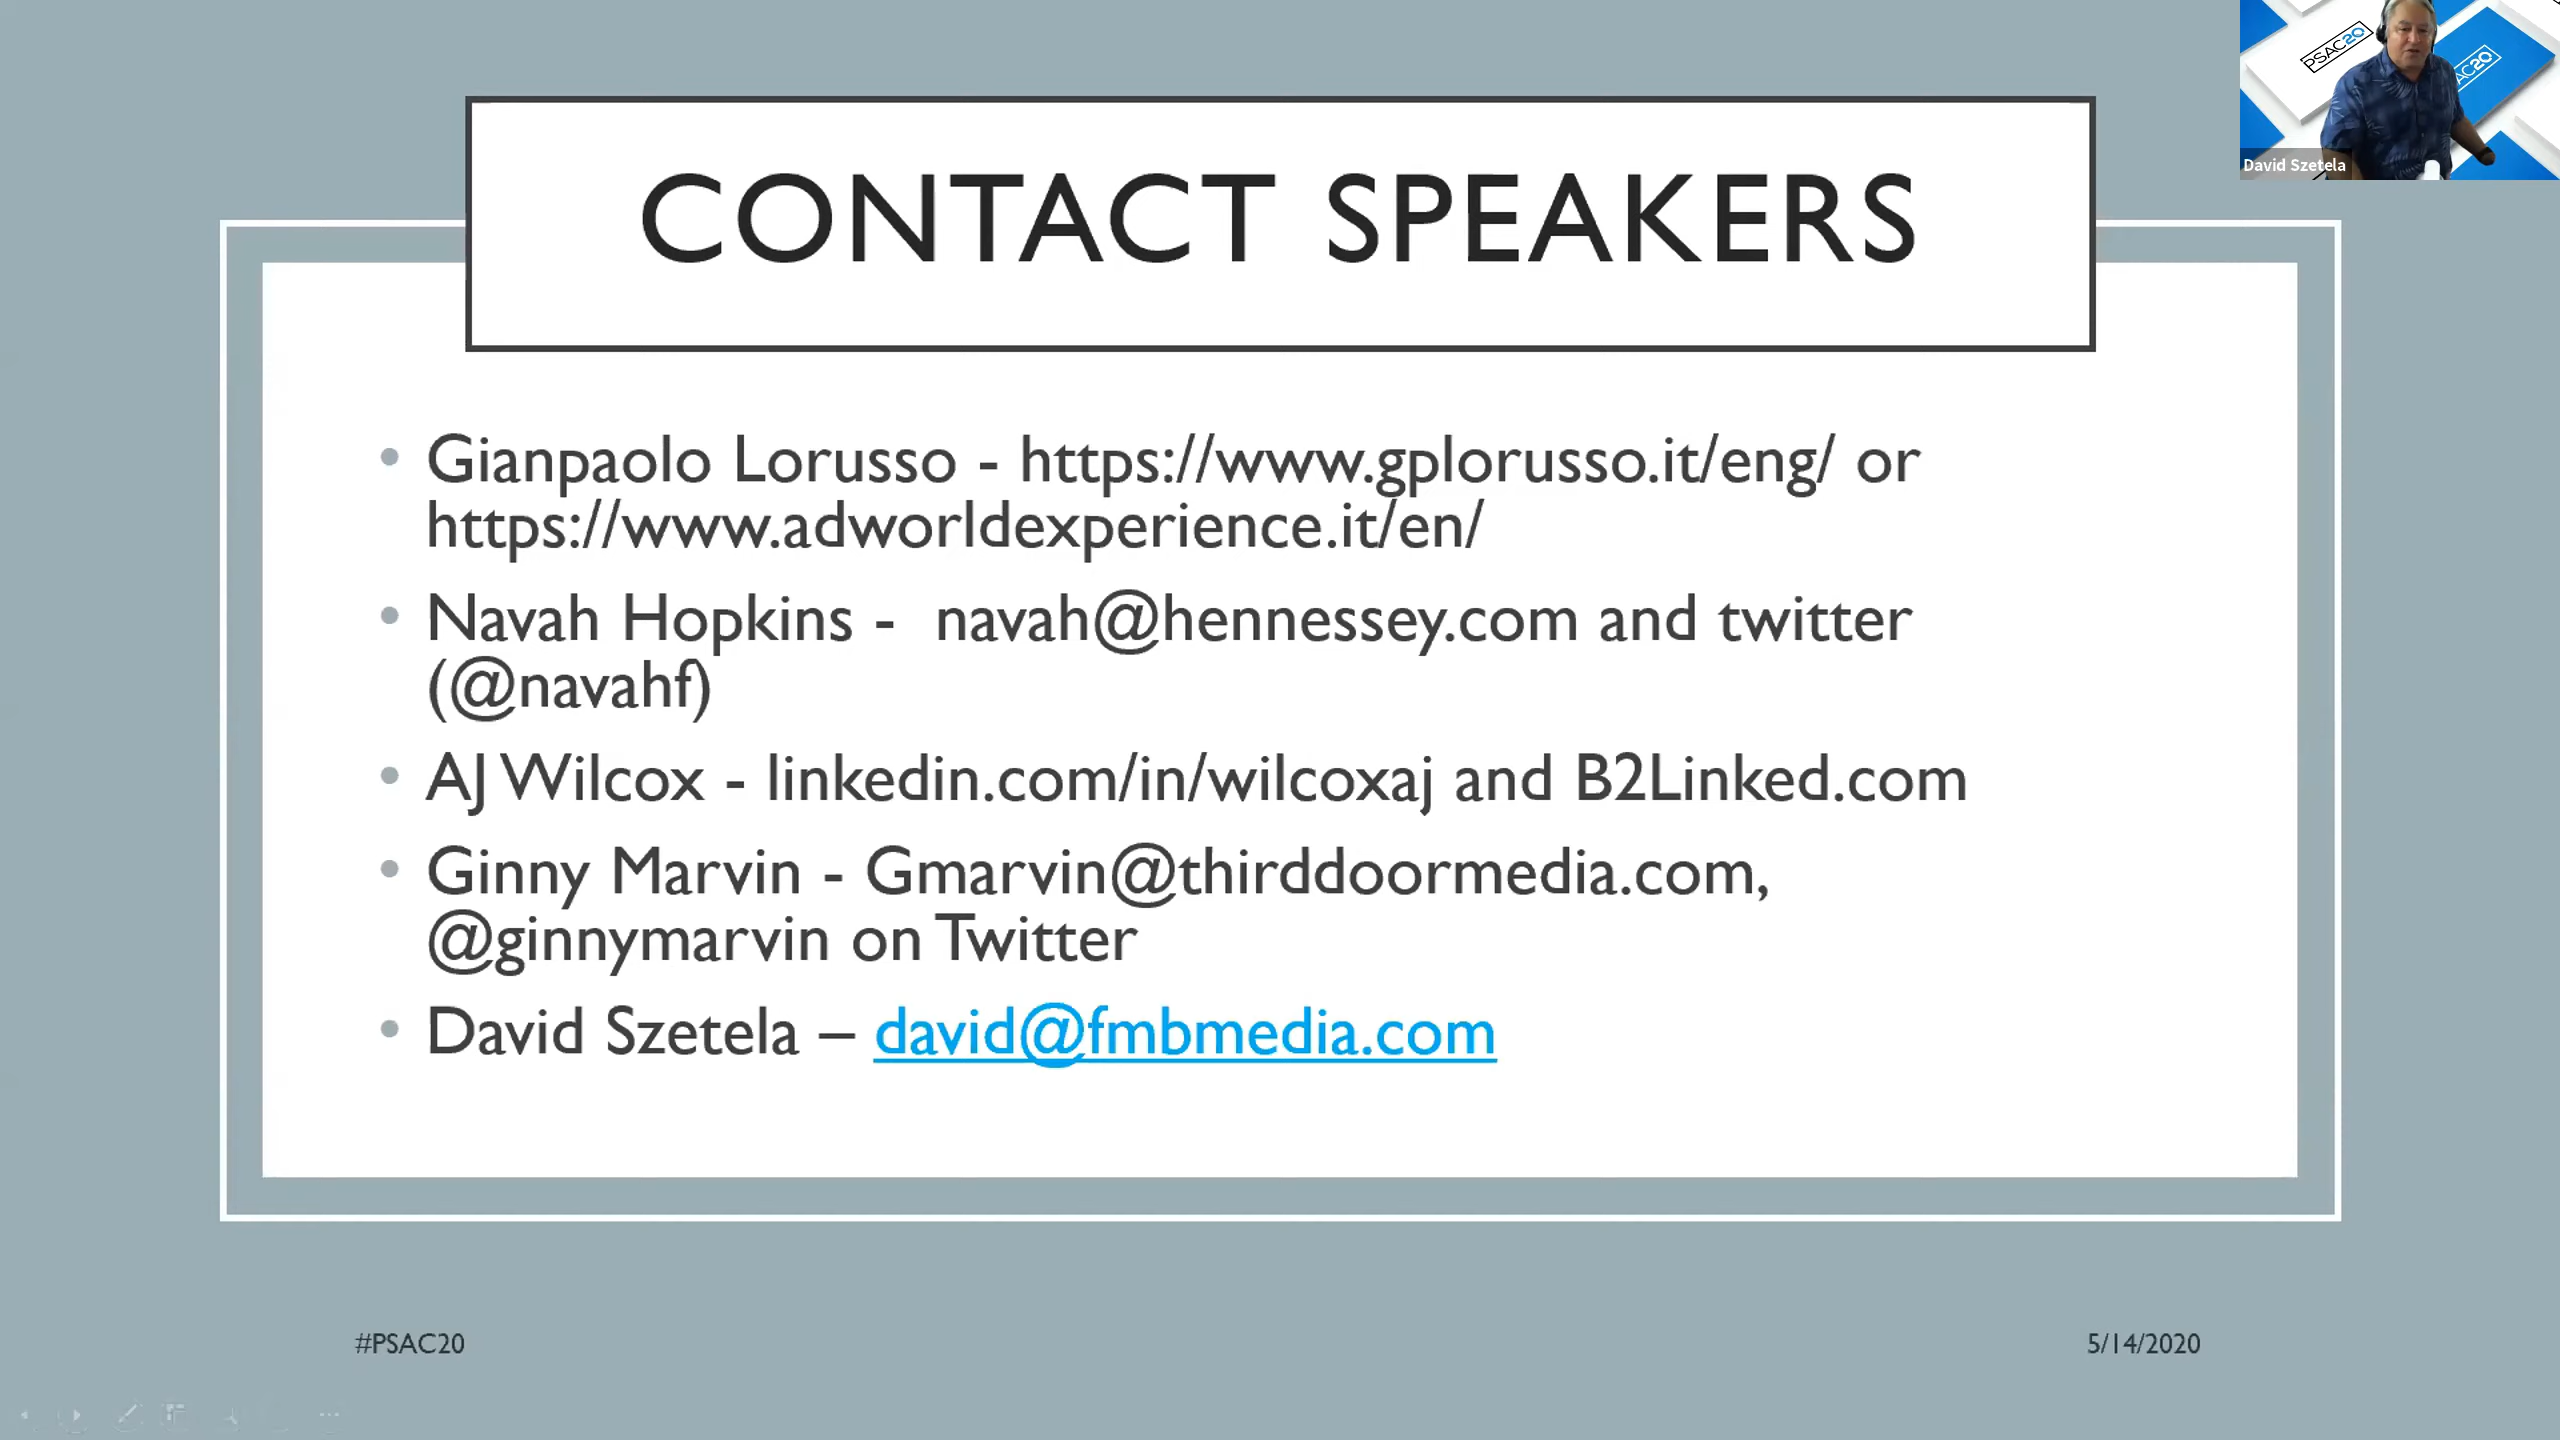 PSAC20
AC20
David Szetela
CONTACT SPEAKERS
• Gianpaolo Lorusso - https://www.gplorusso.it/eng/ or
https://www.adworldexperience.it/en/
• Navah Hopkins -  navah@hennessey.com and twitter
(@navahf)
• AJ Wilcox - linkedin.com/in/wilcoxaj and B2Linked.com
• Ginny Marvin - Gmarvin@thirddoormedia.com,
@ginnymarvin on Twitter
• David Szetela – david@fmbmedia.com
#PSAC20
5/14/2020